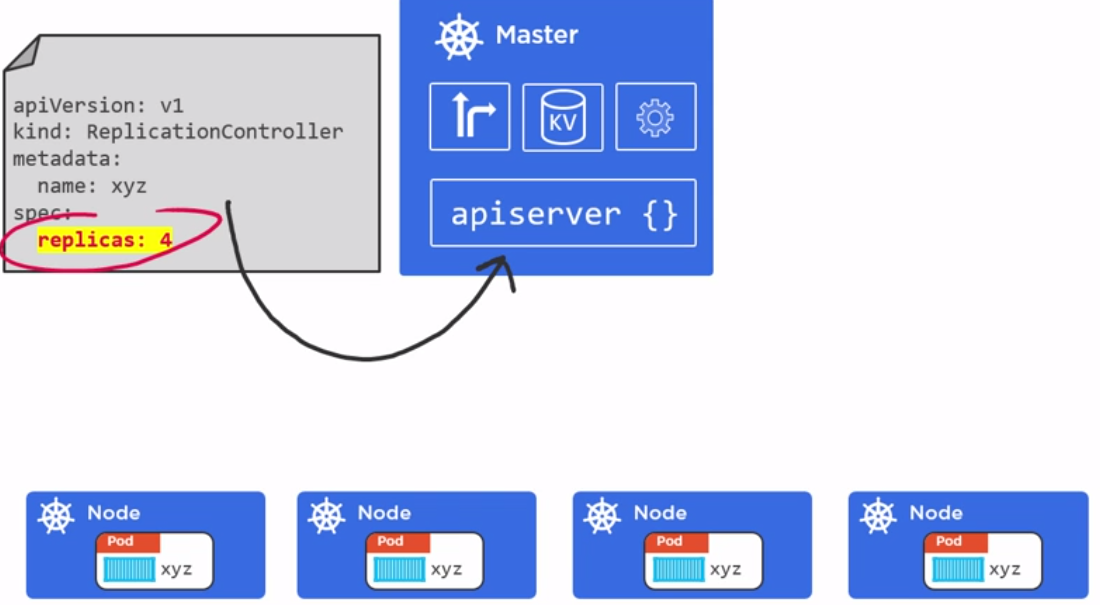 apiVersion: v1
kind: ReplicationController
metadata:
  name: xyz
spec:
  replicas: 4
Master
KV
apiserver {}
Node
Pod
xyz
Node
Pod
xyz
Node
Pod
xyz
Node
Pod
xyz